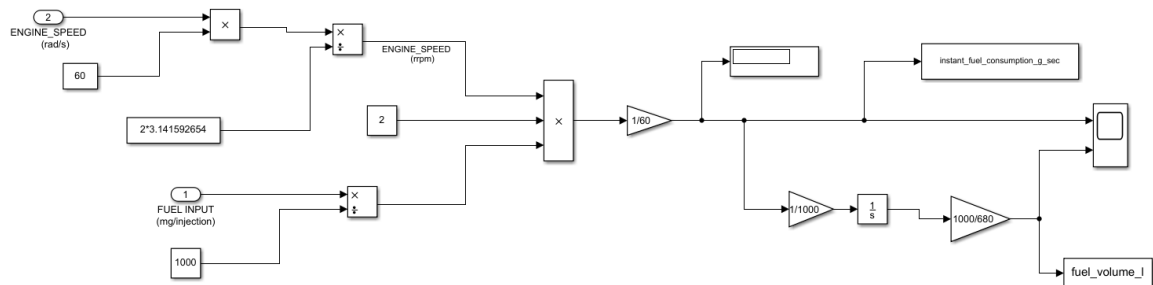 2
ENGINE_SPEED
(rad/s)
×
60
×
÷
ENGINE_SPEED
(rrpm)
2*3.141592654
2
×
1/60
instant_fuel_consumption_g_sec
1
FUEL INPUT
(mg/injection)
×
÷
1000
1/1000
1
s
1000/680
fuel_volume_l